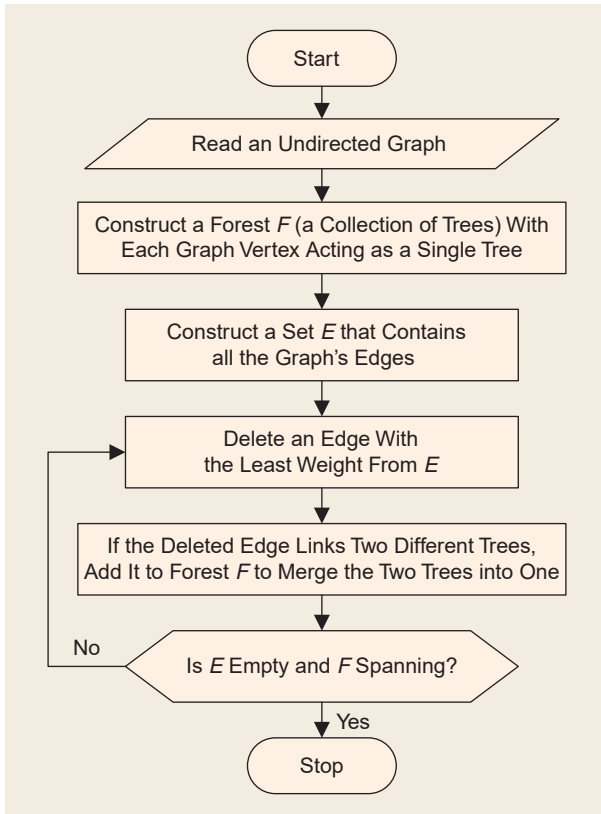 Start
Read an Undirected Graph
Construct a Forest F (a Collection of Trees) With
Each Graph Vertex Acting as a Single Tree
Construct a Set E that Contains
all the Graph's Edges
Delete an Edge With
the Least Weight From E
If the Deleted Edge Links Two Different Trees,
Add It to Forest F to Merge the Two Trees into One
No
Is E Empty and F Spanning?
Yes
Stop